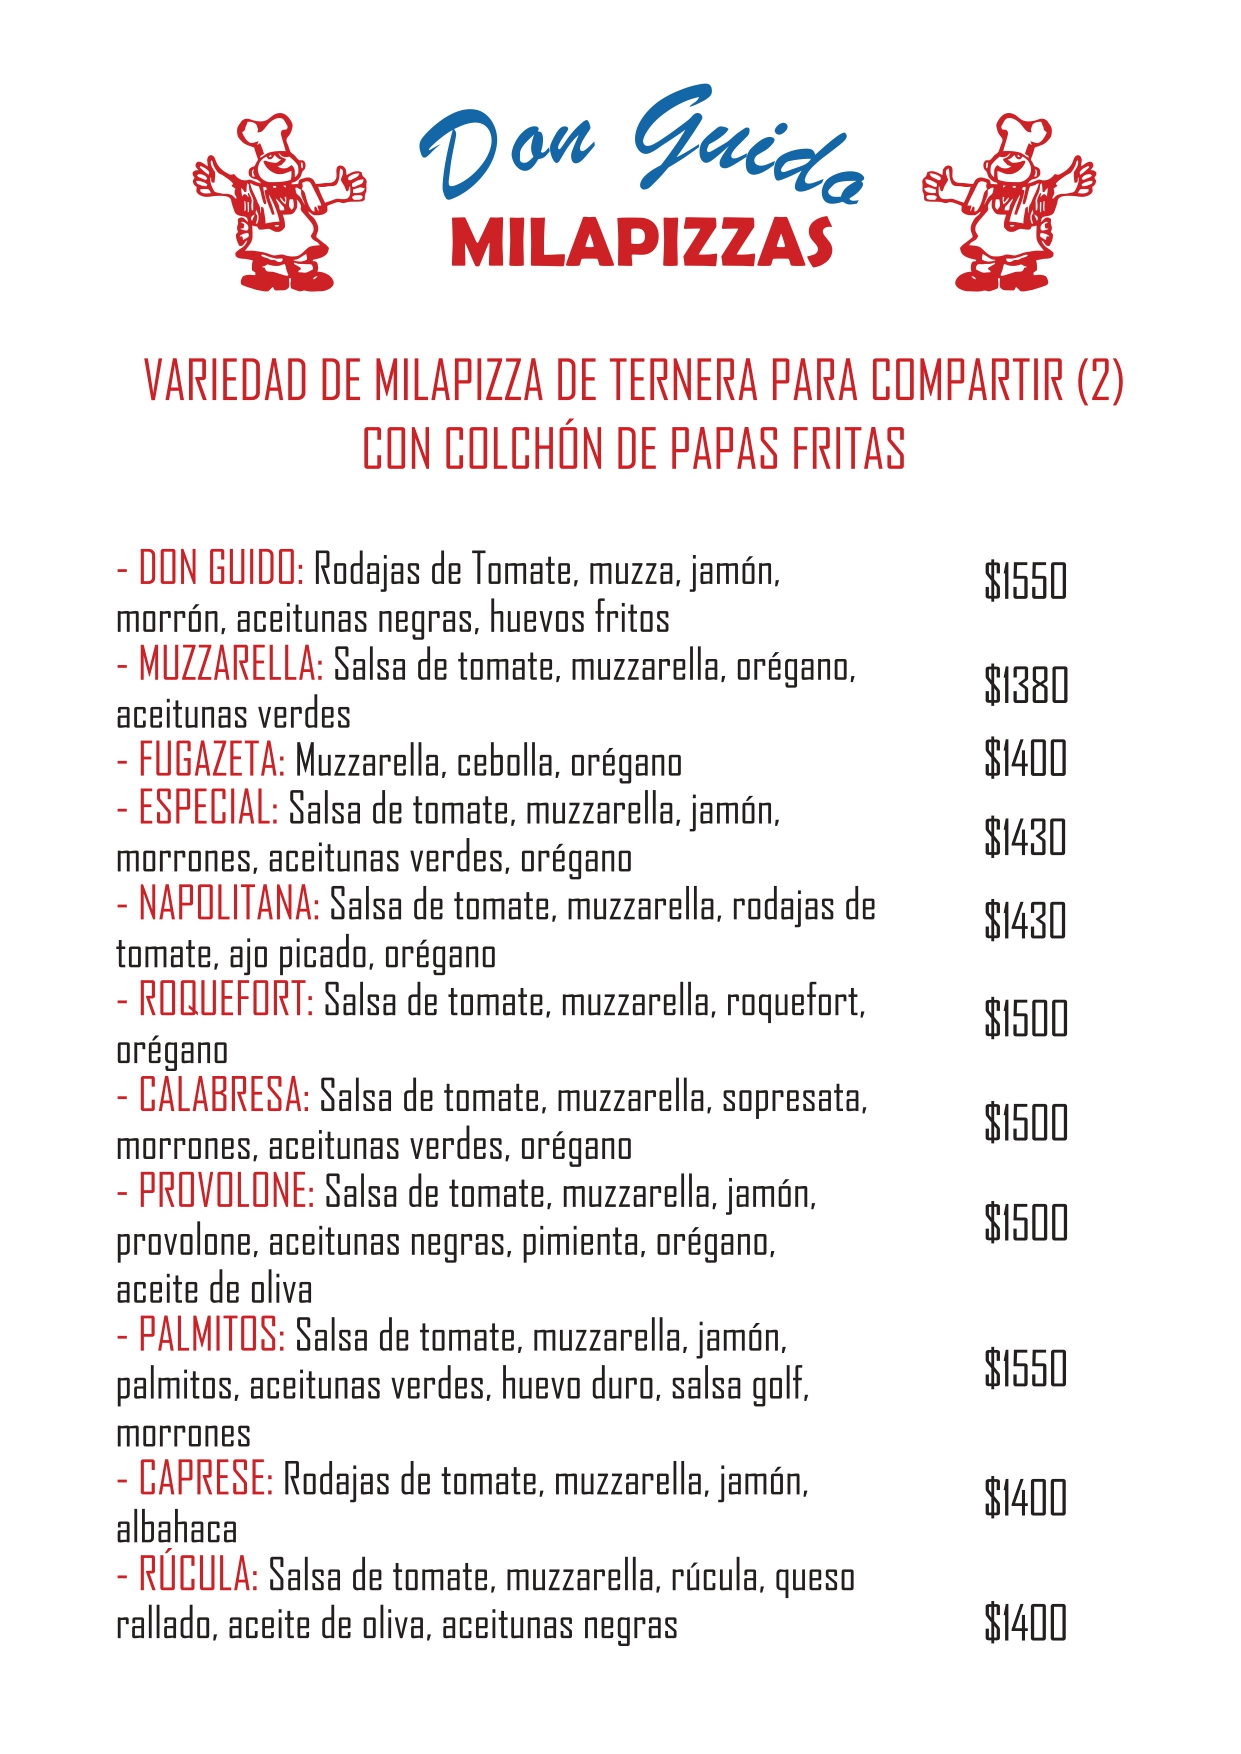 Don Guido
MILAPIZZAS
VARIEDAD DE MILAPIZZA DE TERNERA PARA COMPARTIR (2)
CON COLCHÓN DE PAPAS FRITAS
- DON GUIDO: Rodajas de Tomate, muzza, jamón, $1550
morrón, aceitunas negras, huevos fritos
- MUZZARELLA: Salsa de tomate, muzzarella, orégano, $1380
aceitunas verdes
- FUGAZETA: Muzzarella, cebolla, orégano $1400
- ESPECIAL: Salsa de tomate, muzzarella, jamón, $1430
morrones, aceitunas verdes, orégano
- NAPOLITANA: Salsa de tomate, muzzarella, rodajas de $1430
tomate, ajo picado, orégano
- ROQUEFORT: Salsa de tomate, muzzarella, roquefort, $1500
orégano
- CALABRESA: Salsa de tomate, muzzarella, sopresata, $1500
morrones, aceitunas verdes, orégano
- PROVOLONE: Salsa de tomate, muzzarella, jamón, $1500
provolone, aceitunas negras, pimienta, orégano,
aceite de oliva
- PALMITOS: Salsa de tomate, muzzarella, jamón, $1550
palmitos, aceitunas verdes, huevo duro, salsa golf,
morrones
- CAPRESE: Rodajas de tomate, muzzarella, jamón, $1400
albahaca
- RÚCULA: Salsa de tomate, muzzarella, rúcula, queso
rallado, aceite de oliva, aceitunas negras $1400